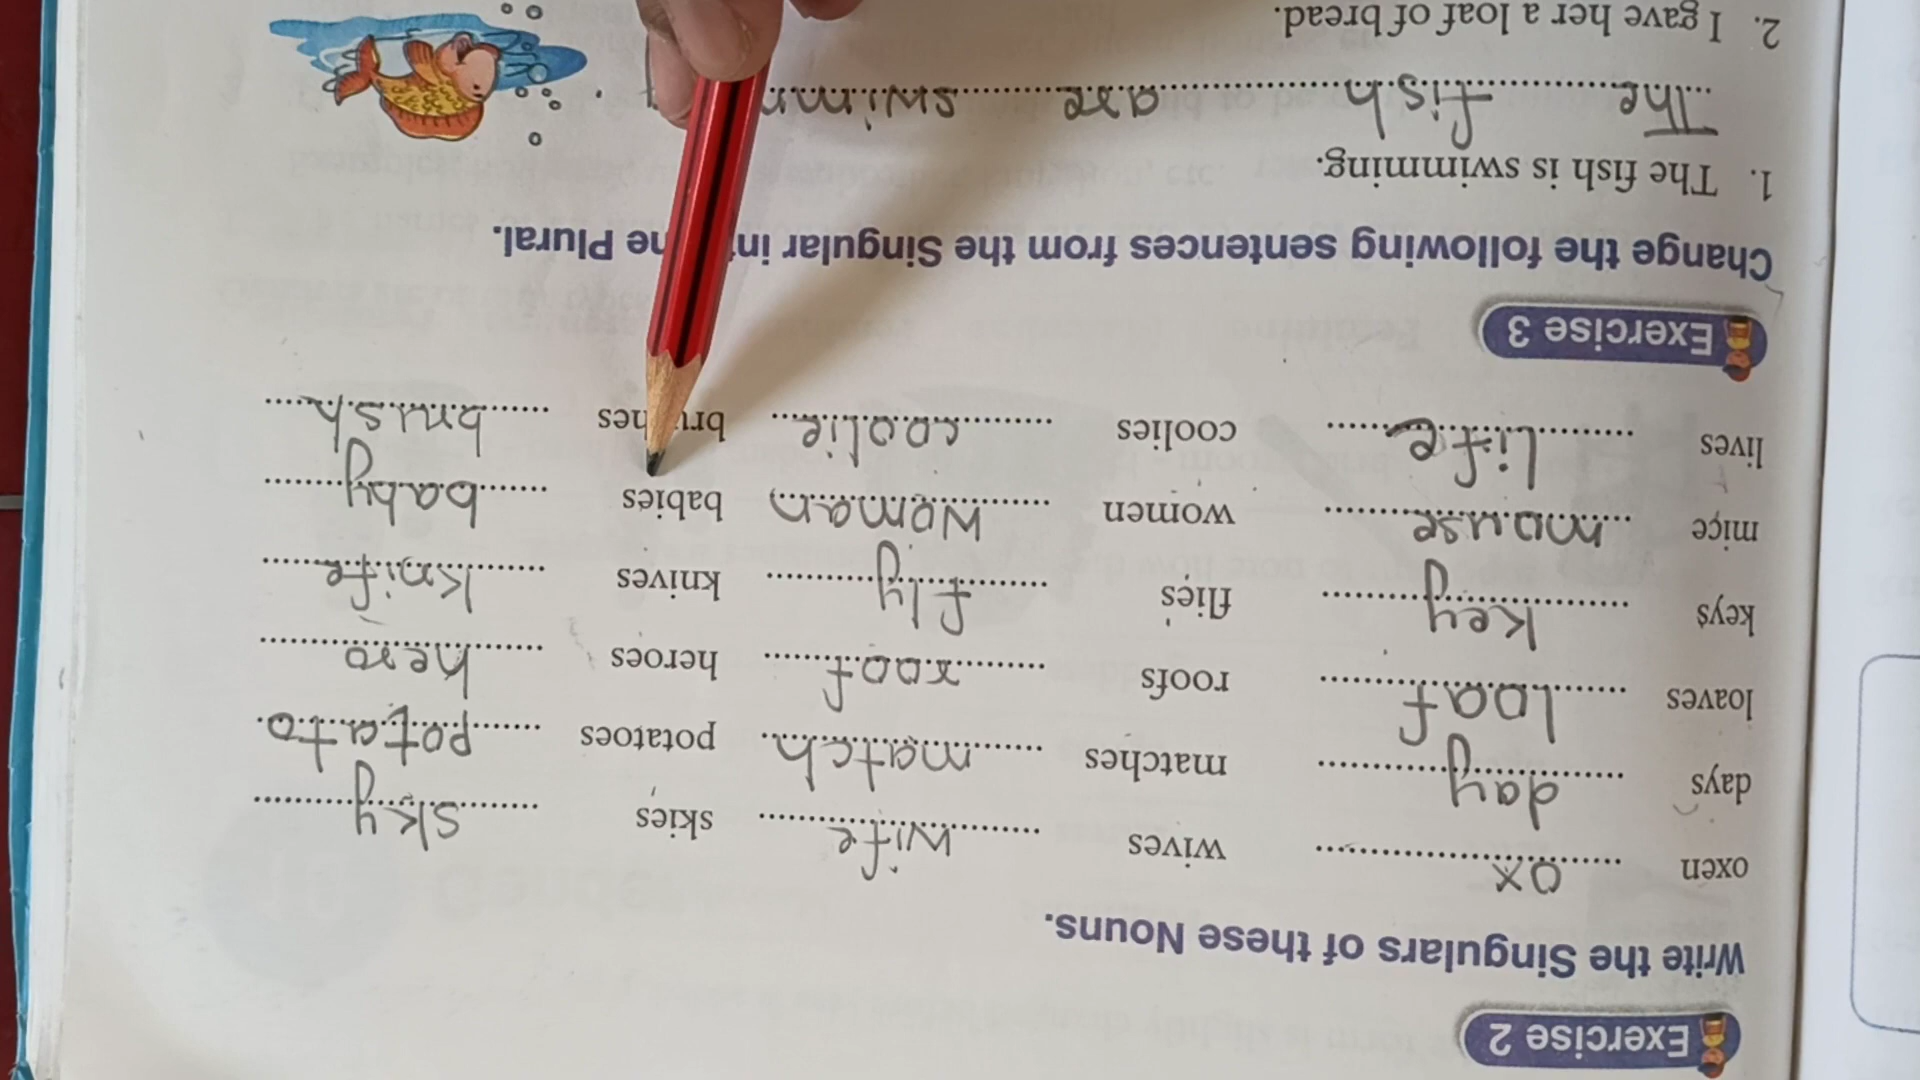 Exercise 2
Write the Singulars of these Nouns.
oxen ox wives wife skies sky
days day matches match potatoes potato
loaves Loaf roofs roof heroes hero
keys key flies fly knives knife
mice mouse women woman babies baby
lives Life coolies coolie brushes brush
Exercise 3
Change the following sentences from the Singular into the Plural.
1. The fish is swimming.
The fish are swimm
2. I gave her a loaf of bread.